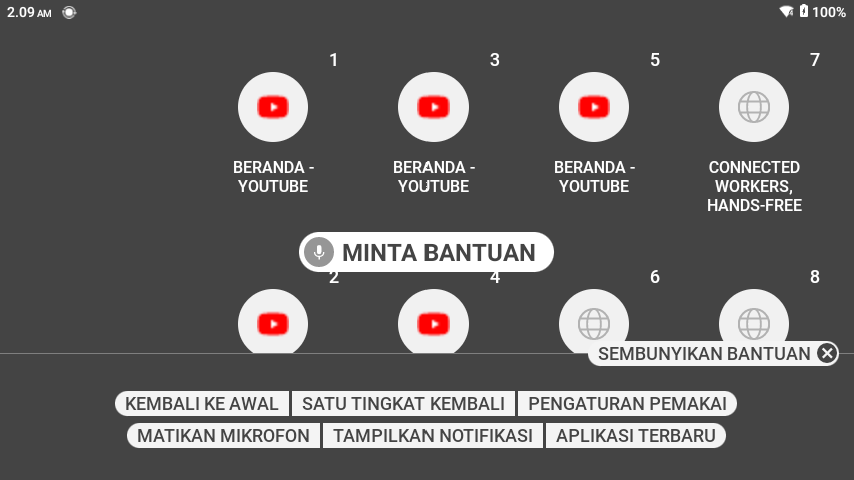 2.09 AM
100%
1
3
5
7
BERANDA -
YOUTUBE
BERANDA -
YOUTUBE
BERANDA -
YOUTUBE
CONNECTED
WORKERS,
HANDS-FREE
MINTA BANTUAN
2
4
6
8
SEMBUNYIKAN BANTUAN
KEMBALI KE AWAL
SATU TINGKAT KEMBALI
PENGATURAN PEMAKAI
MATIKAN MIKROFON
TAMPILKAN NOTIFIKASI
APLIKASI TERBARU